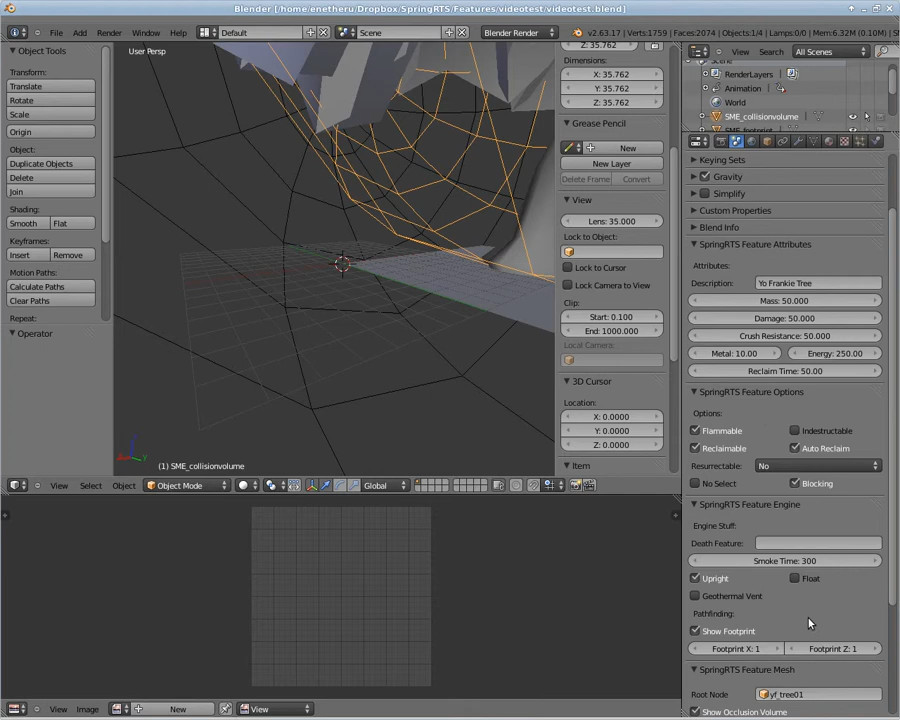 Blender [/home/enetheru/Dropbox/SpringRTS/Features/videotest/videotest.blend]
File Add Render Window Help Default Scene Blender Render v2.63.17 | Verts:1759 | Faces:2074 | Objects:1/4 | Lamps:0/0 | Mem:6.32M (0.10M) | S
Object Tools
Transform:
Translate
Rotate
Scale
Origin
Object:
Duplicate Objects
Delete
Join
Shading:
Smooth Flat
Keyframes:
Insert Remove
Motion Paths:
Calculate Paths
Clear Paths
Repeat:
Operator
User Persp
(1) SME_collisionvolume
Z: 35.762
Dimensions:
X: 35.762
Y: 35.762
Z: 35.762
Grease Pencil
New
New Layer
Delete Frame Convert
View
Lens: 35.000
Lock to Object:
Lock to Cursor
Lock Camera to View
Clip:
Start: 0.100
End: 1000.000
Local Camera:
3D Cursor
Location:
X: 0.0000
Y: 0.0000
Z: 0.0000
Item
View Select Object Object Mode Global
View Image New View
View Search All Scenes
Scene
RenderLayers
Animation
World
SME_collisionvolume
SME_footprint
Keying Sets
Gravity
Simplify
Custom Properties
Blend Info
SpringRTS Feature Attributes
Attributes:
Description: Yo Frankie Tree
Mass: 50.000
Damage: 50.000
Crush Resistance: 50.000
Metal: 10.00 Energy: 250.00
Reclaim Time: 50.00
SpringRTS Feature Options
Options:
Flammable Indestructable
Reclaimable Auto Reclaim
Resurrectable: No
No Select Blocking
SpringRTS Feature Engine
Engine Stuff:
Death Feature:
Smoke Time: 300
Upright Float
Geothermal Vent
Pathfinding:
Show Footprint
Footprint X: 1 Footprint Z: 1
SpringRTS Feature Mesh
Root Node yf_tree01
Show Occlusion Volume